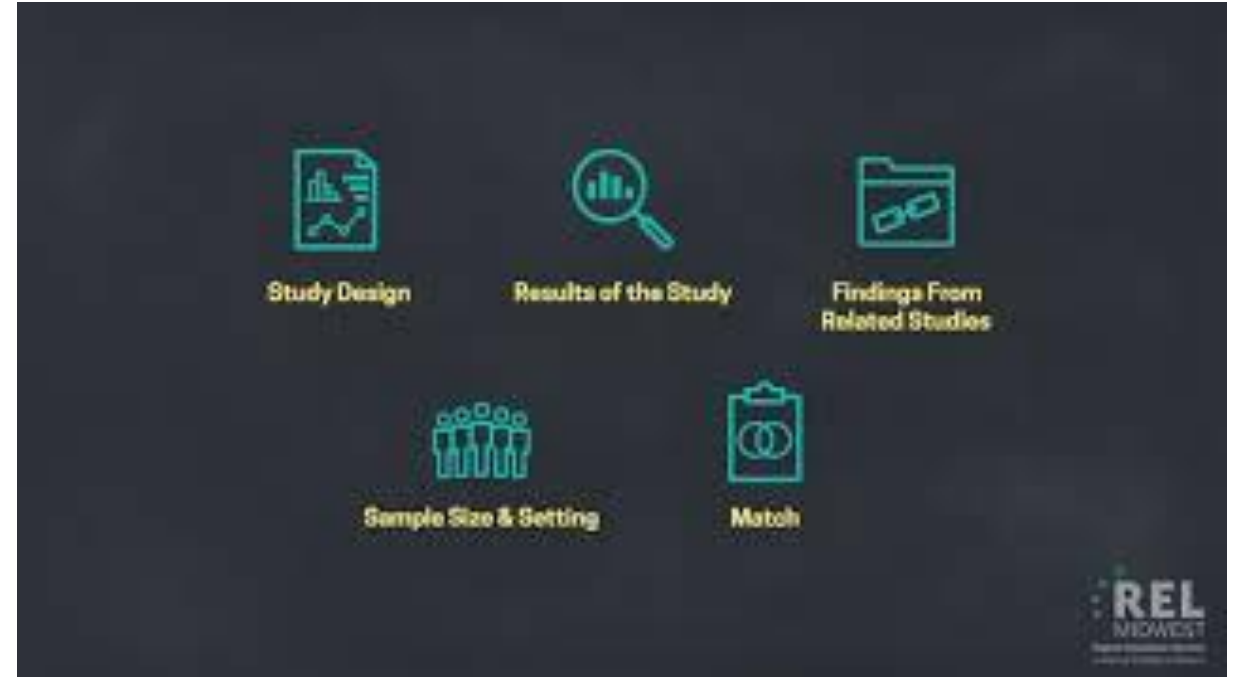 Study Design
Results of the Study
Findings From
Related Studies
Sample Size & Setting
Match
REL
MIDWEST